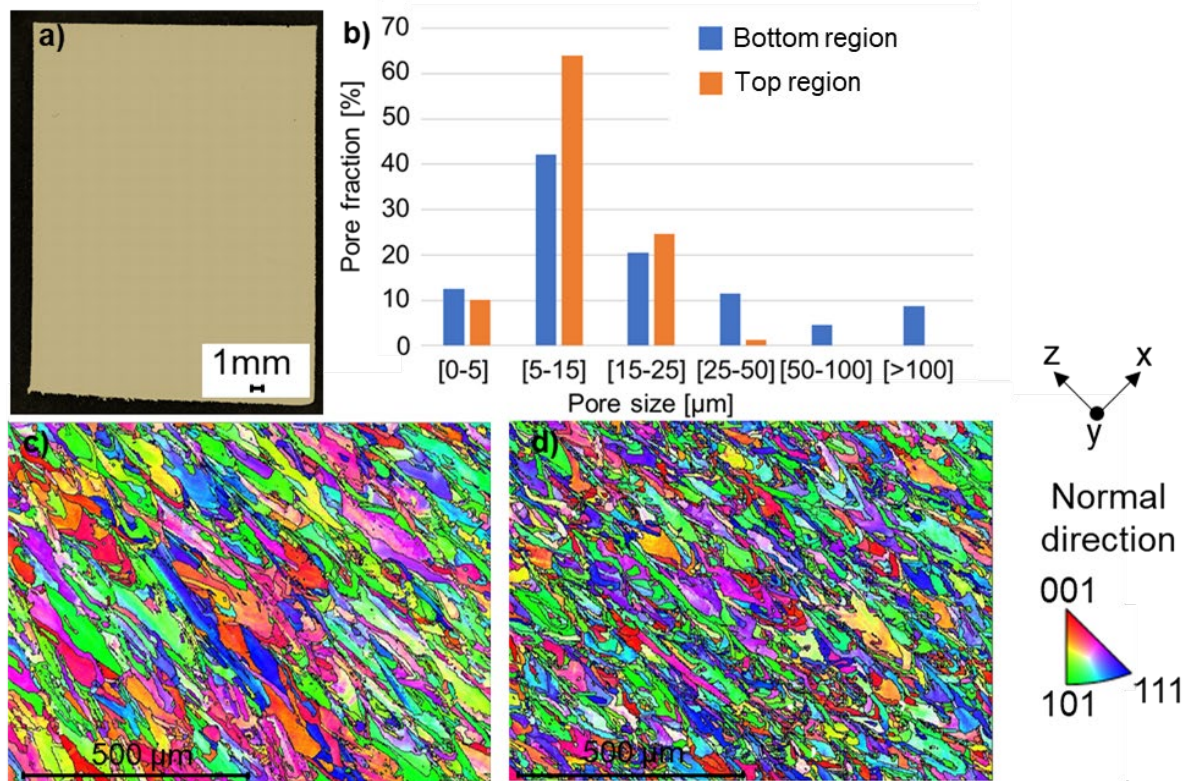 a)
1mm
b)
Pore fraction [%]
70
60
50
40
30
20
10
0
Bottom region
Top region
[0-5] [5-15] [15-25] [25-50] [50-100] [>100]
Pore size [µm]
c)
500 µm
d)
500 µm
z x
y
Normal
direction
001
101 111